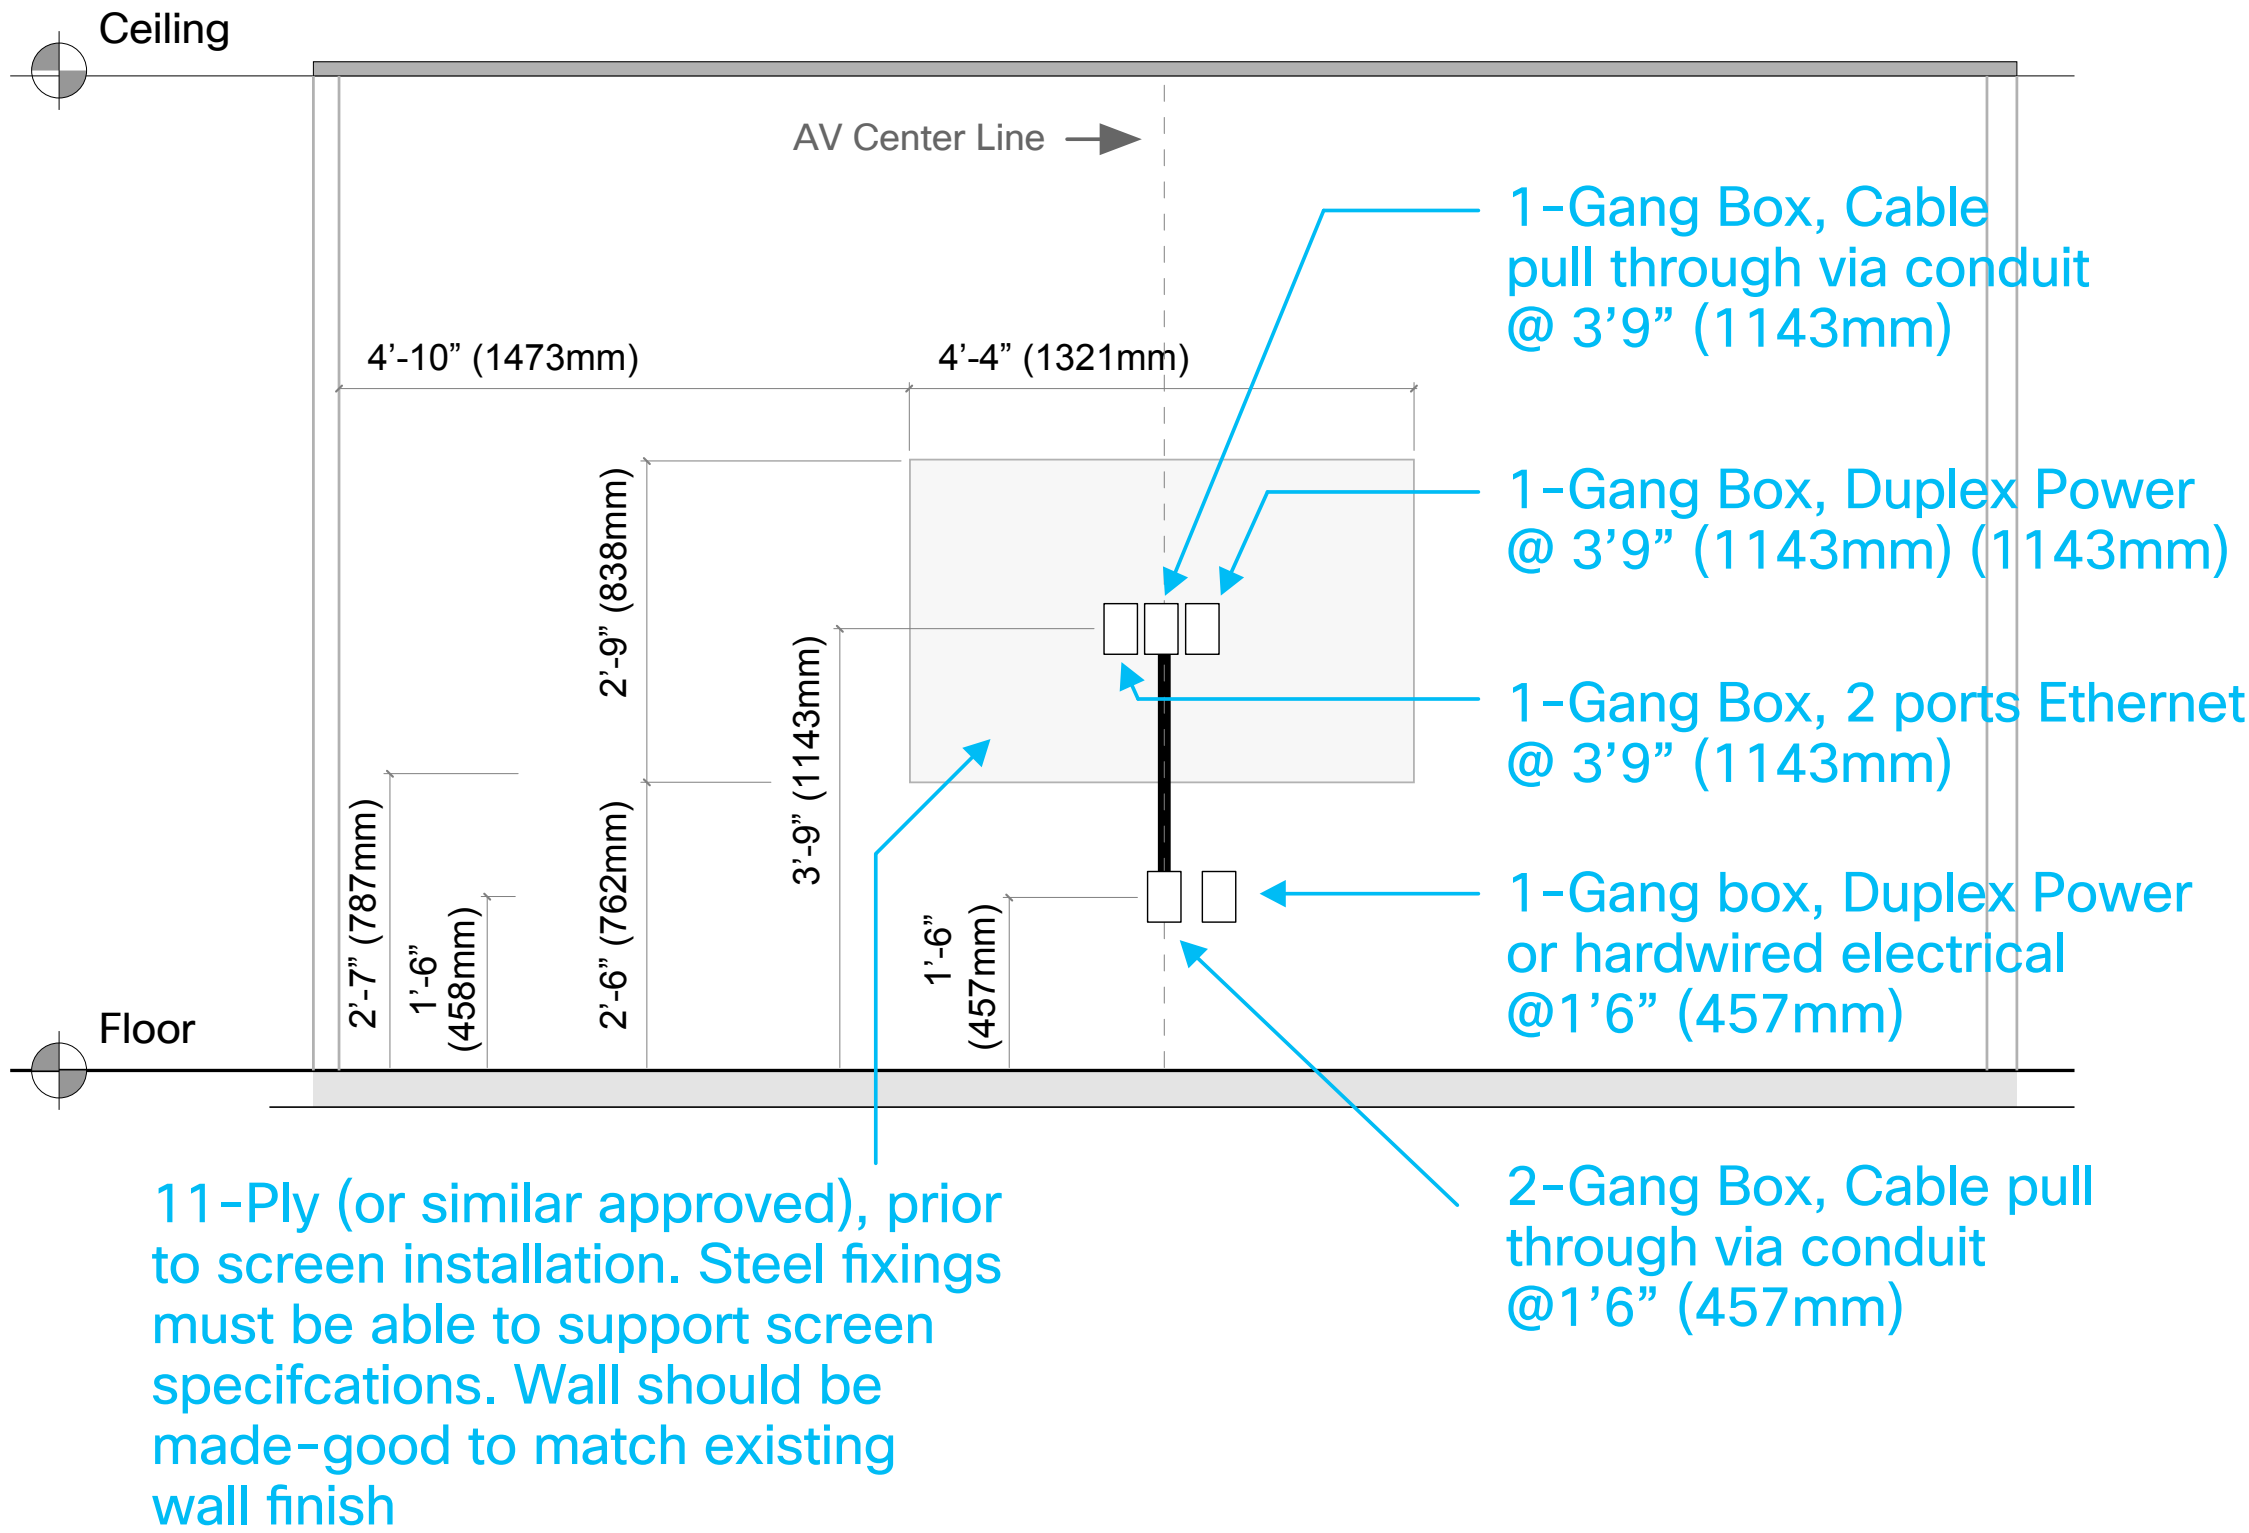 Ceiling
AV Center Line
1-Gang Box, Cable
pull through via conduit
@ 3’9” (1143mm)
4’-10” (1473mm)
4’-4” (1321mm)
1-Gang Box, Duplex Power
@ 3’9” (1143mm) (1143mm)
2’-9” (838mm)
3’-9” (1143mm)
1-Gang Box, 2 ports Ethernet
@ 3’9” (1143mm)
2’-7” (787mm)
1’-6”
(458mm)
2’-6” (762mm)
1’-6”
(457mm)
1-Gang box, Duplex Power
or hardwired electrical
@1’6” (457mm)
Floor
11-Ply (or similar approved), prior
to screen installation. Steel fixings
must be able to support screen
specifcations. Wall should be
made-good to match existing
wall finish
2-Gang Box, Cable pull
through via conduit
@1’6” (457mm)